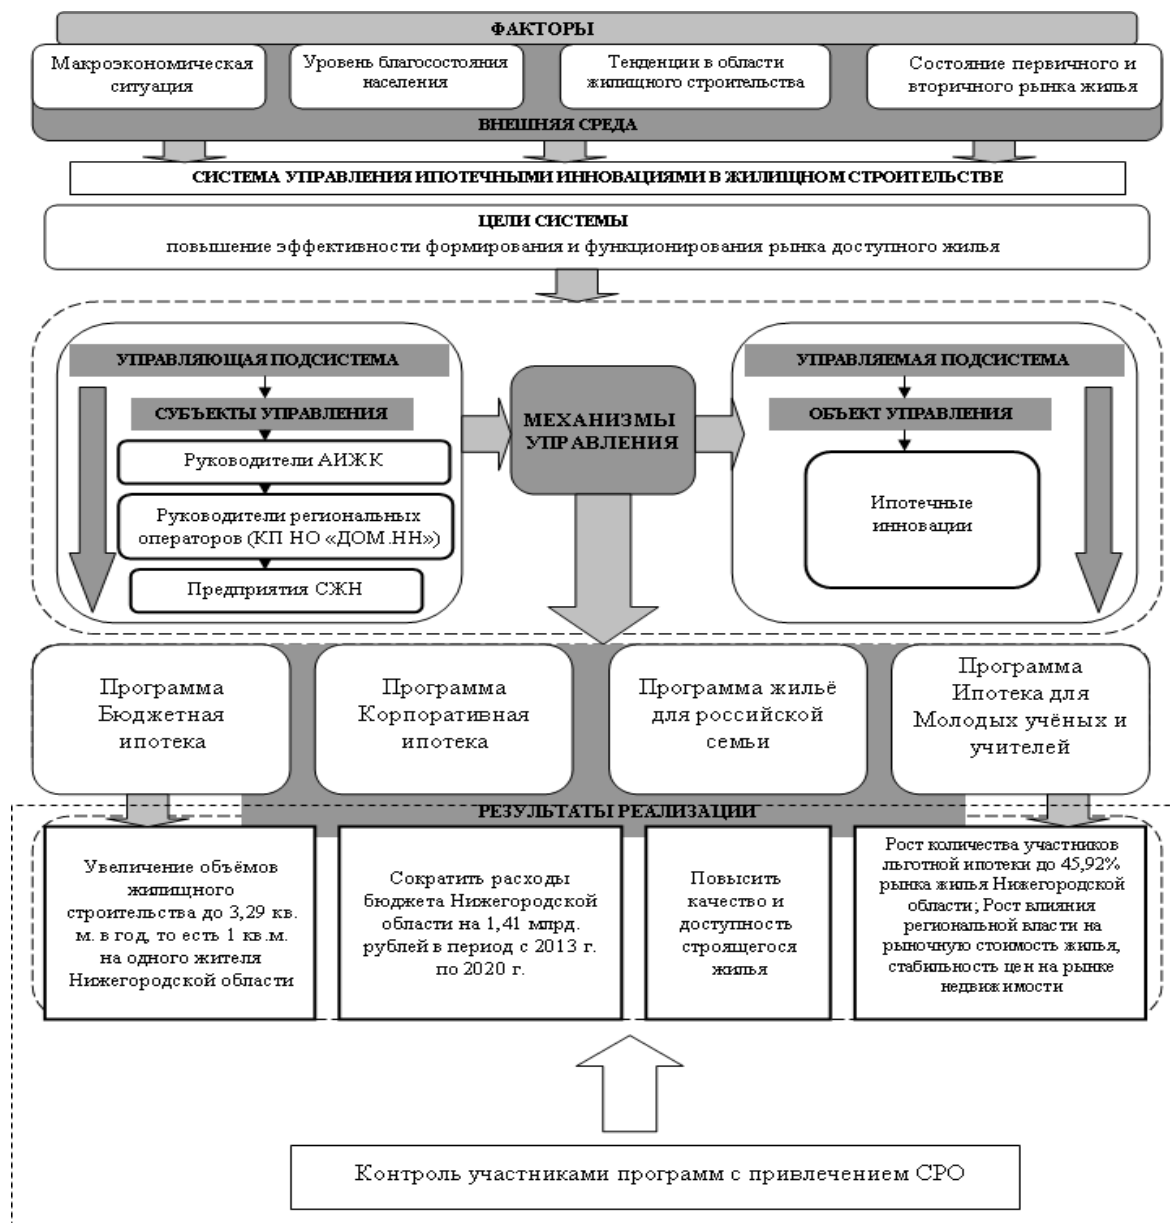 ФАКТОРЫ
Макроэкономическая
ситуация
Уровень благосостояния
населения
Тенденции в области
жилищного строительства
Состояние первичного и
вторичного рынка жилья
ВНЕШНЯЯ СРЕДА
СИСТЕМА УПРАВЛЕНИЯ ИПОТЕЧНЫМИ ИННОВАЦИЯМИ В ЖИЛИЩНОМ СТРОИТЕЛЬСТВЕ
ЦЕЛИ СИСТЕМЫ
повышение эффективности формирования и функционирования рынка доступного жилья
УПРАВЛЯЮЩАЯ ПОДСИСТЕМА
СУБЪЕКТЫ УПРАВЛЕНИЯ
Руководители АИЖК
Руководители региональных
операторов (КП НО «ДОМ.НН»)
Предприятия СЖН
МЕХАНИЗМЫ
УПРАВЛЕНИЯ
УПРАВЛЯЕМАЯ ПОДСИСТЕМА
ОБЪЕКТ УПРАВЛЕНИЯ
Ипотечные
инновации
Программа
Бюджетная
ипотека
Программа
Корпоративная
ипотека
Программа жильё
для российской
семьи
Программа
Ипотека для
Молодых учёных и
учителей
РЕЗУЛЬТАТЫ РЕАЛИЗАЦИИ
Увеличение объёмов
жилищного
строительства до 3,29 кв.
м. в год, то есть 1 кв.м.
на одного жителя
Нижегородской области
Сократить расходы
бюджета Нижегородской
области на 1,41 млрд.
рублей в период с 2013 г.
по 2020 г.
Повысить
качество и
доступность
строящегося
жилья
Рост количества участников
льготной ипотеки до 45,92%
рынка жилья Нижегородской
области; Рост влияния
региональной власти на
рыночную стоимость жилья,
стабильность цен на рынке
недвижимости
Контроль участниками программ с привлечением СРО